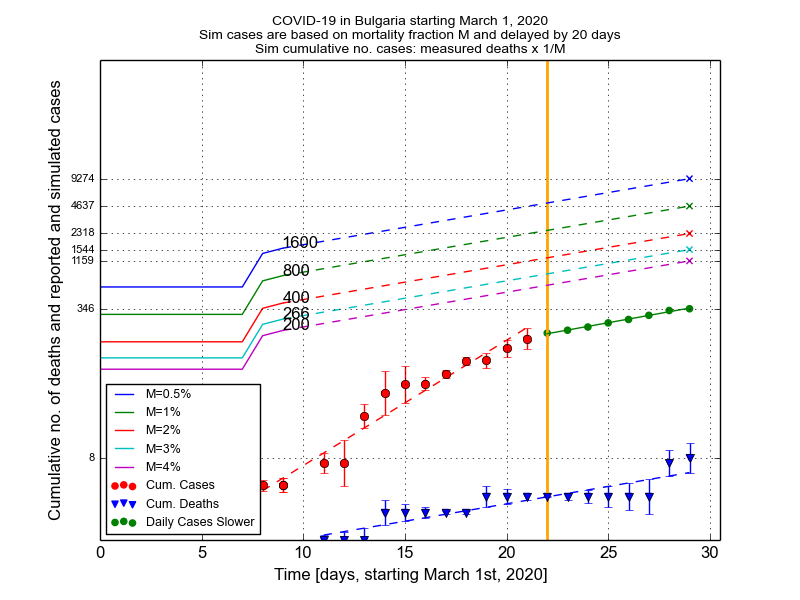 COVID-19 in Bulgaria starting March 1, 2020
Sim cases are based on mortality fraction M and delayed by 20 days
Sim cumulative no. cases: measured deaths x 1/M
Cumulative no. of deaths and reported and simulated cases
9274
4637
2318
1544
1159
346
8
1600
800
400
266
200
M=0.5%
M=1%
M=2%
M=3%
M=4%
Cum. Cases
Cum. Deaths
Daily Cases Slower
0 5 10 15 20 25 30
Time [days, starting March 1st, 2020]